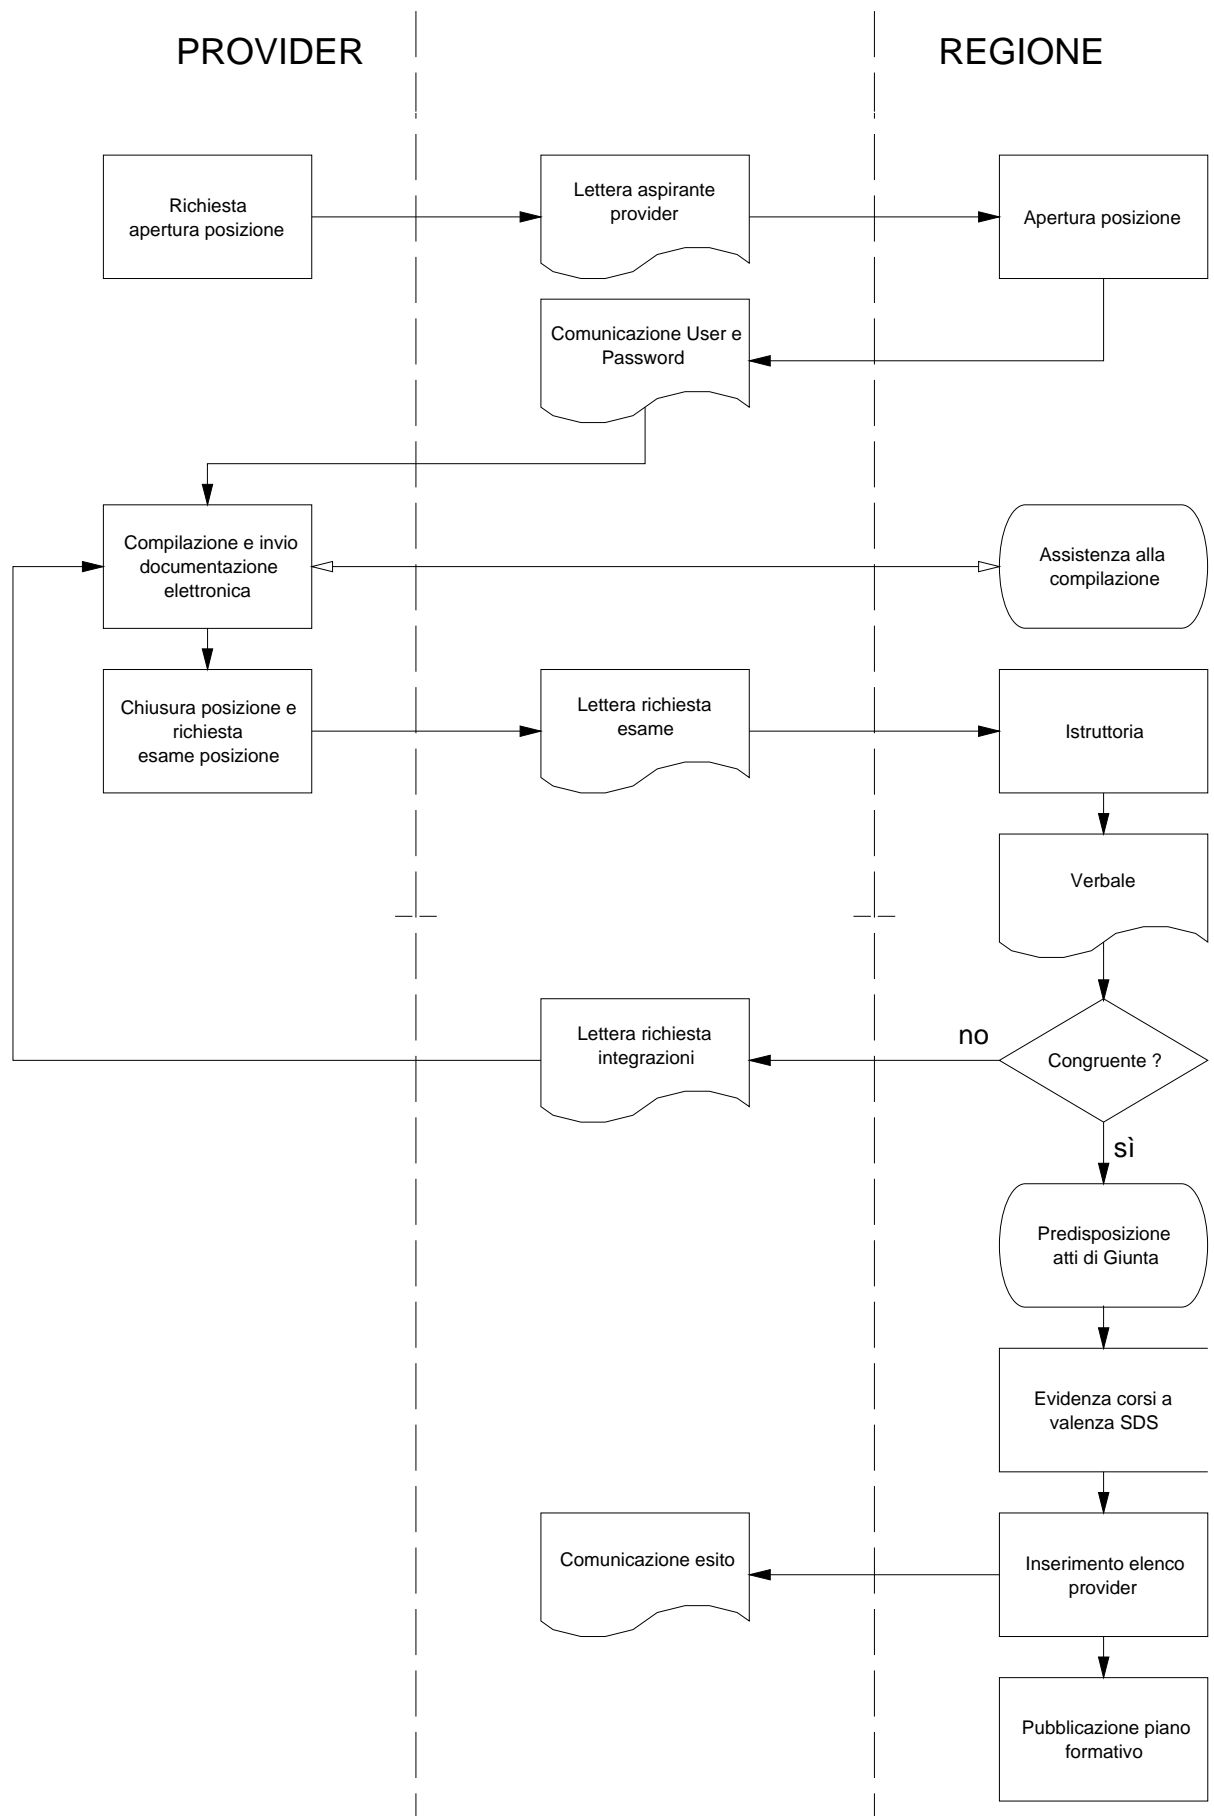 PROVIDER
REGIONE
Richiesta
apertura posizione
Lettera aspirante
provider
Apertura posizione
Comunicazione User e
Password
Compilazione e invio
documentazione
elettronica
Assistenza alla
compilazione
Chiusura posizione e
richiesta
esame posizione
Lettera richiesta
esame
Istruttoria
Verbale
Lettera richiesta
integrazioni
no
Congruente ?
sì
Predisposizione
atti di Giunta
Evidenza corsi a
valenza SDS
Comunicazione esito
Inserimento elenco
provider
Pubblicazione piano
formativo